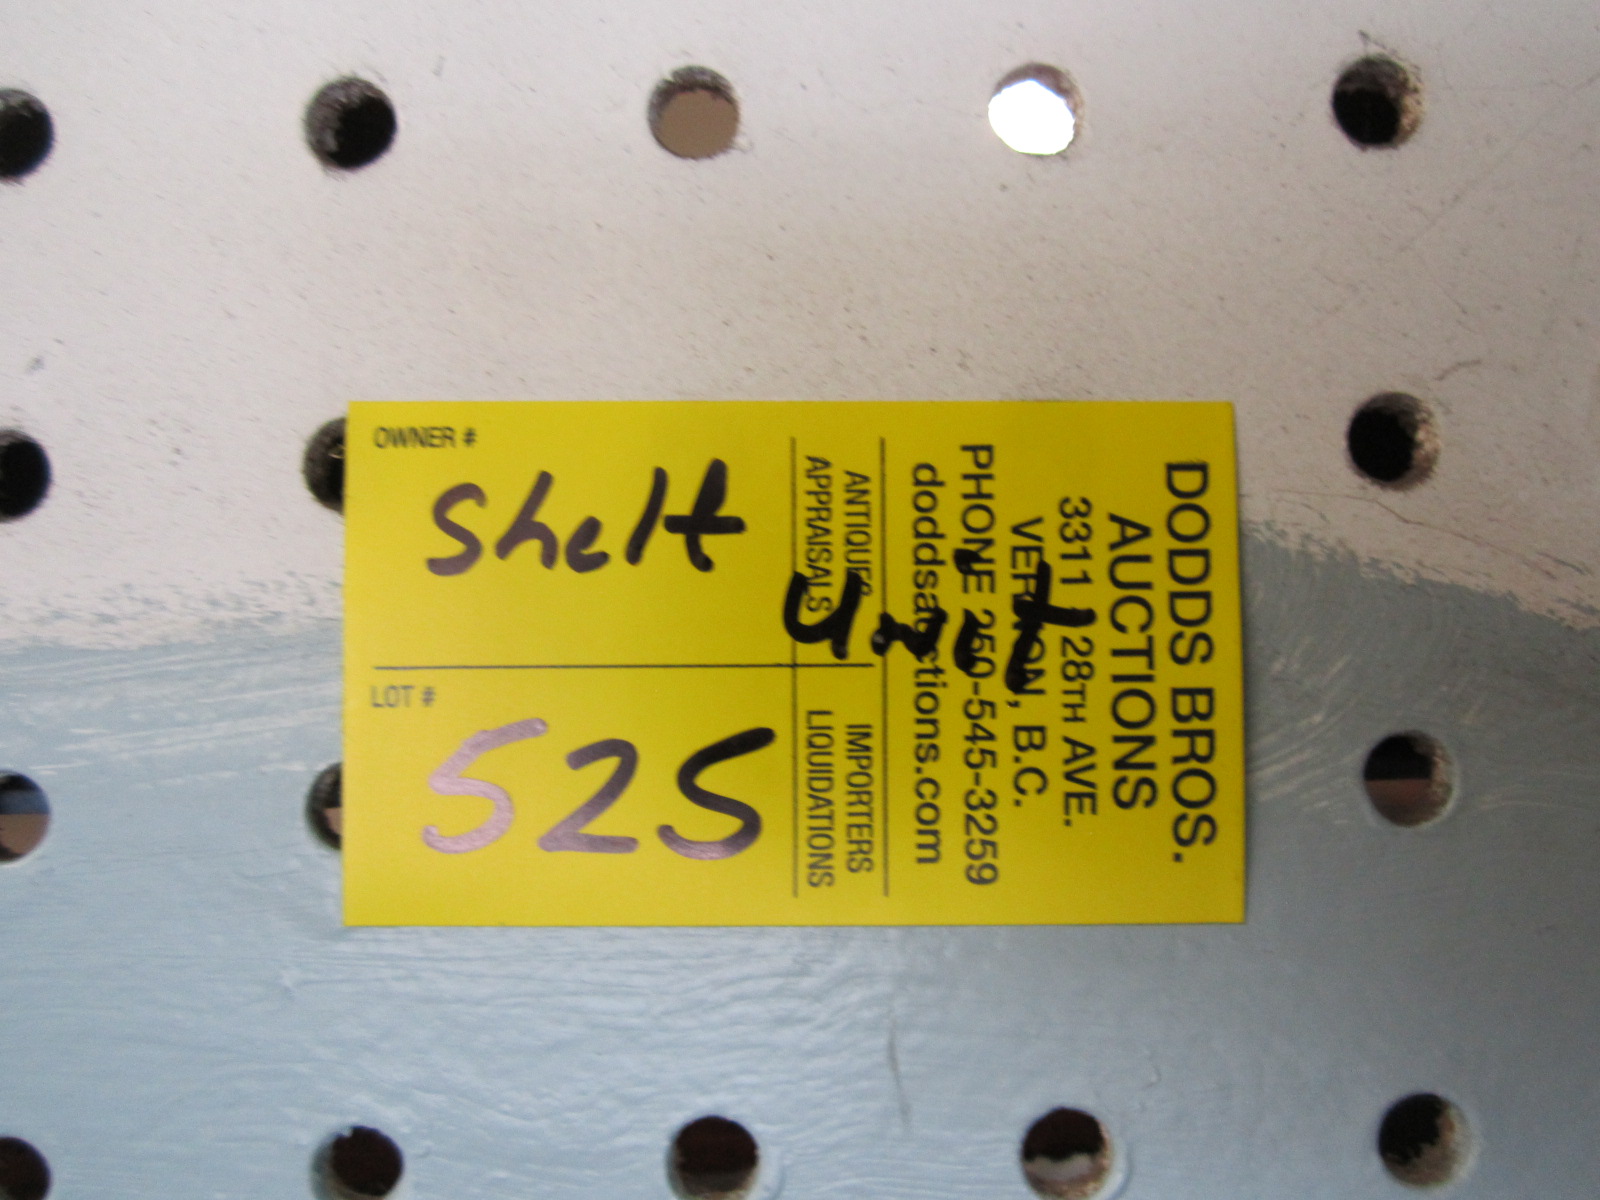 OWNER #
Shelf
Unit
LOT #
525
DODDS BROS.
AUCTIONS
3311 - 28TH AVE.
VERNON, B.C.
PHONE 250-545-3259
doddsauctions.com
ANTIQUES IMPORTERS
APPRAISALS LIQUIDATIONS